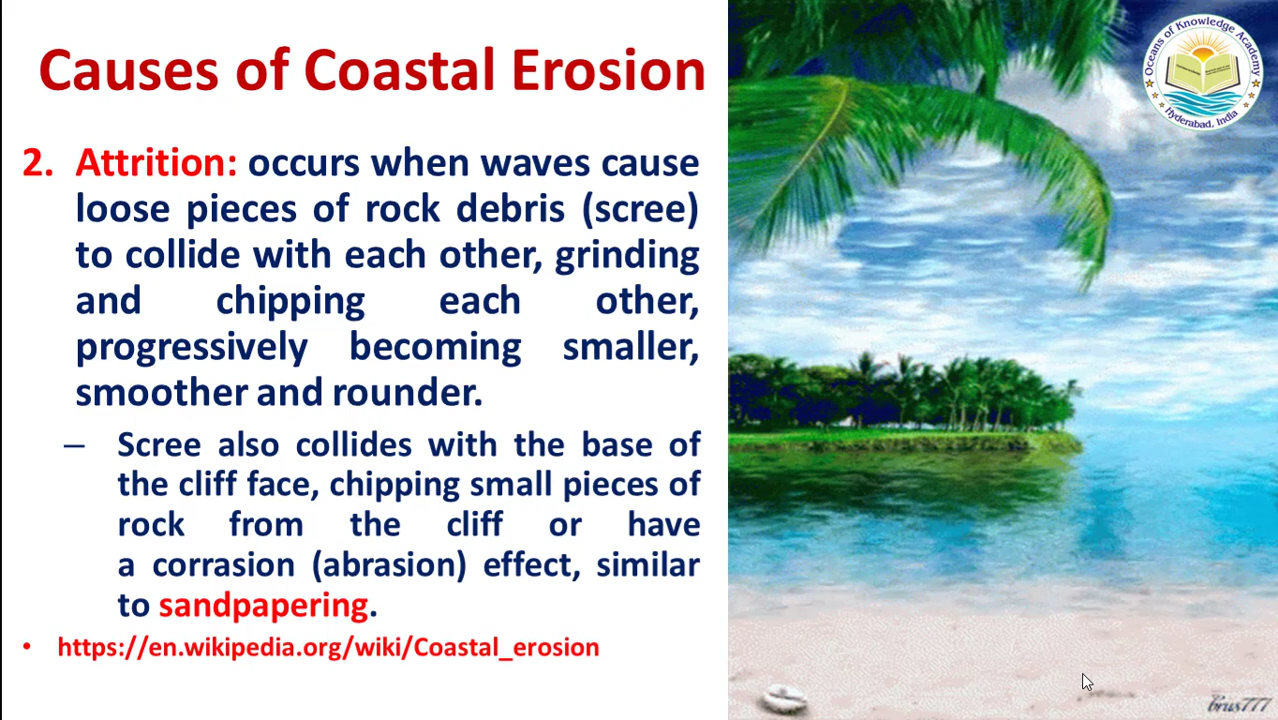 Causes of Coastal Erosion
2. Attrition: occurs when waves cause
loose pieces of rock debris (scree)
to collide with each other, grinding
and chipping each other,
progressively becoming smaller,
smoother and rounder.
– Scree also collides with the base of
the cliff face, chipping small pieces of
rock from the cliff or have
a corrasion (abrasion) effect, similar
to sandpapering.
• https://en.wikipedia.org/wiki/Coastal_erosion
Oceans of Knowledge Academy
Hyderabad, India
brus777